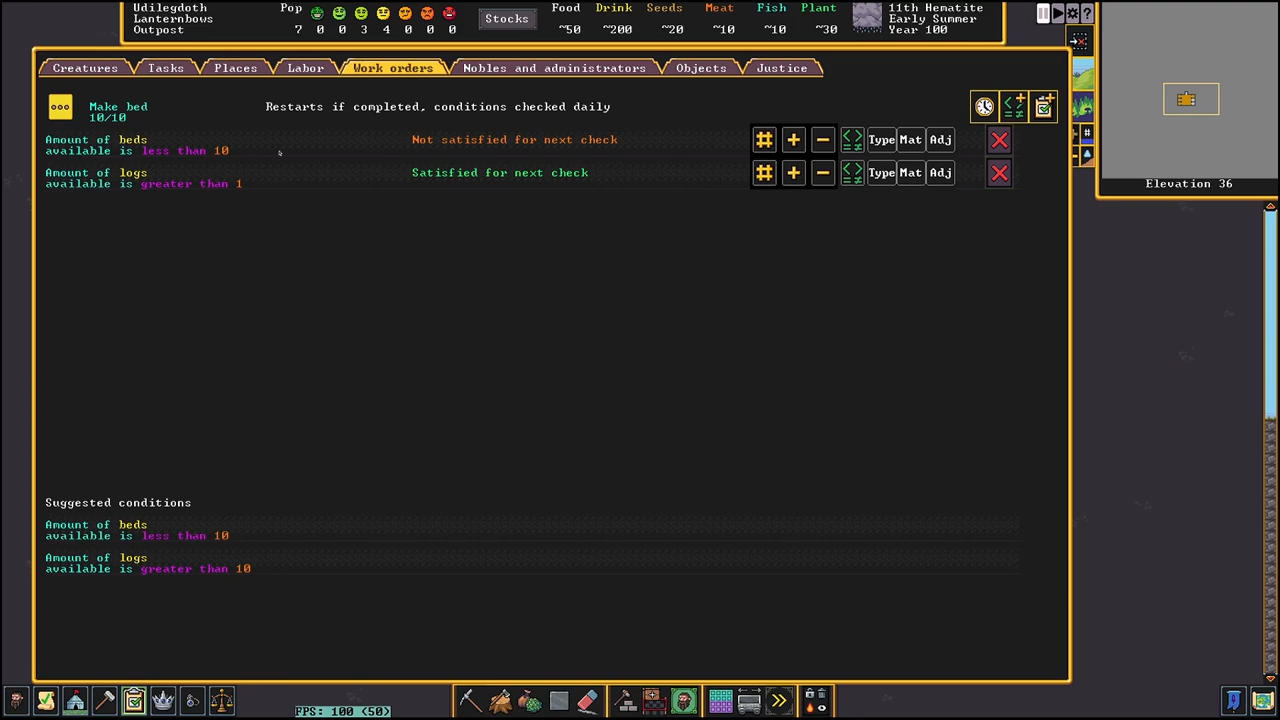 Udilegdoth
Lanternbows
Outpost
Pop
7 0 0 3 4 0 0 0
Stocks
Food Drink Seeds Meat Fish Plant
~50 ~200 ~20 ~10 ~10 ~30
11th Hematite
Early Summer
Year 100
Creatures Tasks Places Labor Work orders Nobles and administrators Objects Justice
Make bed
10/10
Restarts if completed, conditions checked daily
Amount of beds
available is less than 10
Not satisfied for next check
Type Mat Adj
Amount of logs
available is greater than 1
Satisfied for next check
Type Mat Adj
Elevation 36
Suggested conditions
Amount of beds
available is less than 10
Amount of logs
available is greater than 10
FPS: 100 (50)